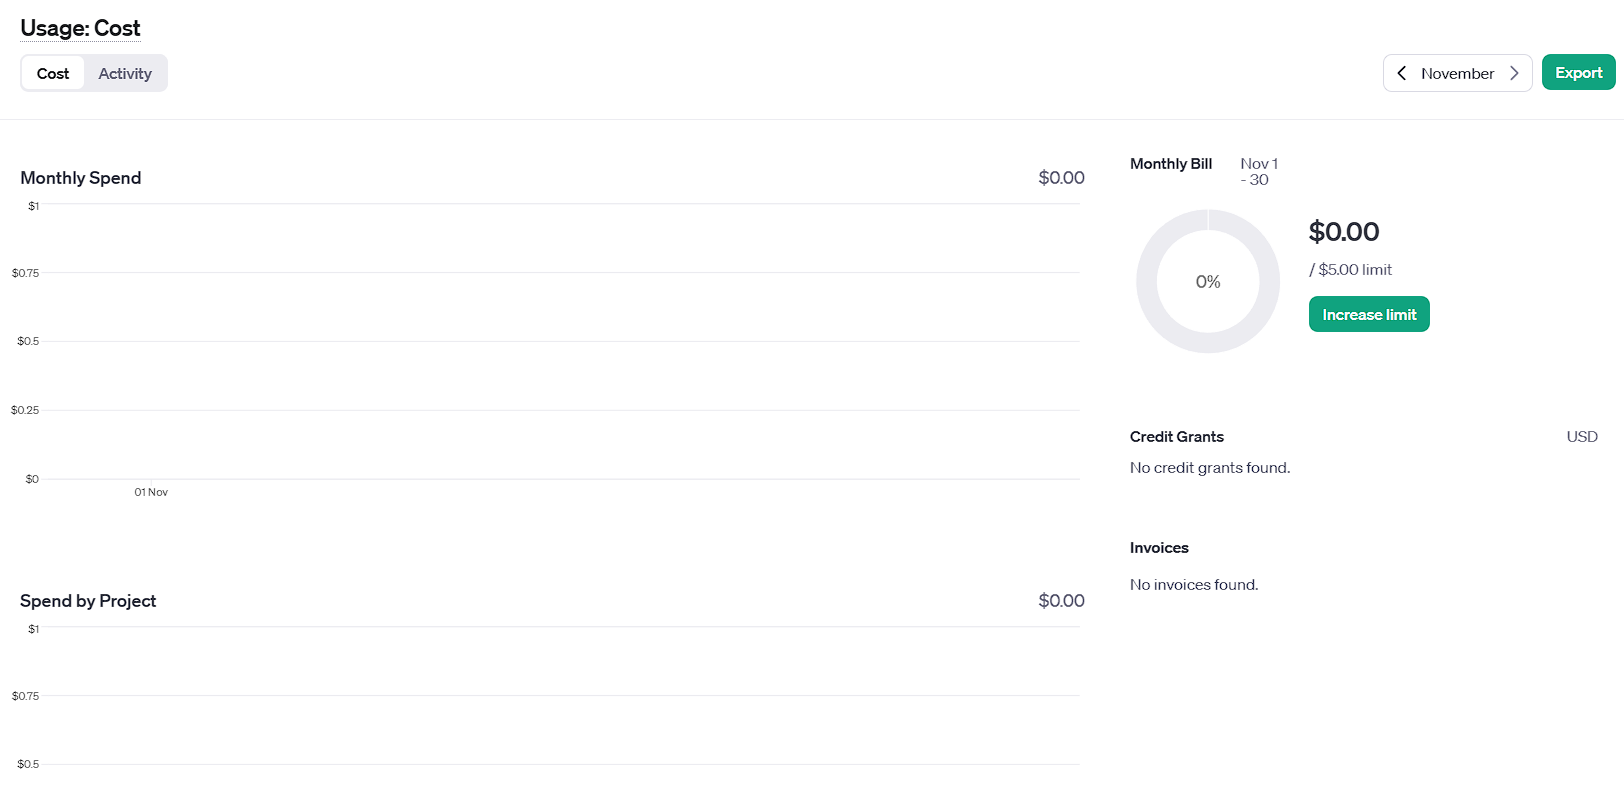 Usage: Cost
Cost Activity
November Export
Monthly Spend $0.00
$1
$0.75
$0.5
$0.25
$0
01 Nov
Spend by Project $0.00
$1
$0.75
$0.5
Monthly Bill Nov 1
- 30
0%
$0.00
/ $5.00 limit
Increase limit
Credit Grants USD
No credit grants found.
Invoices
No invoices found.